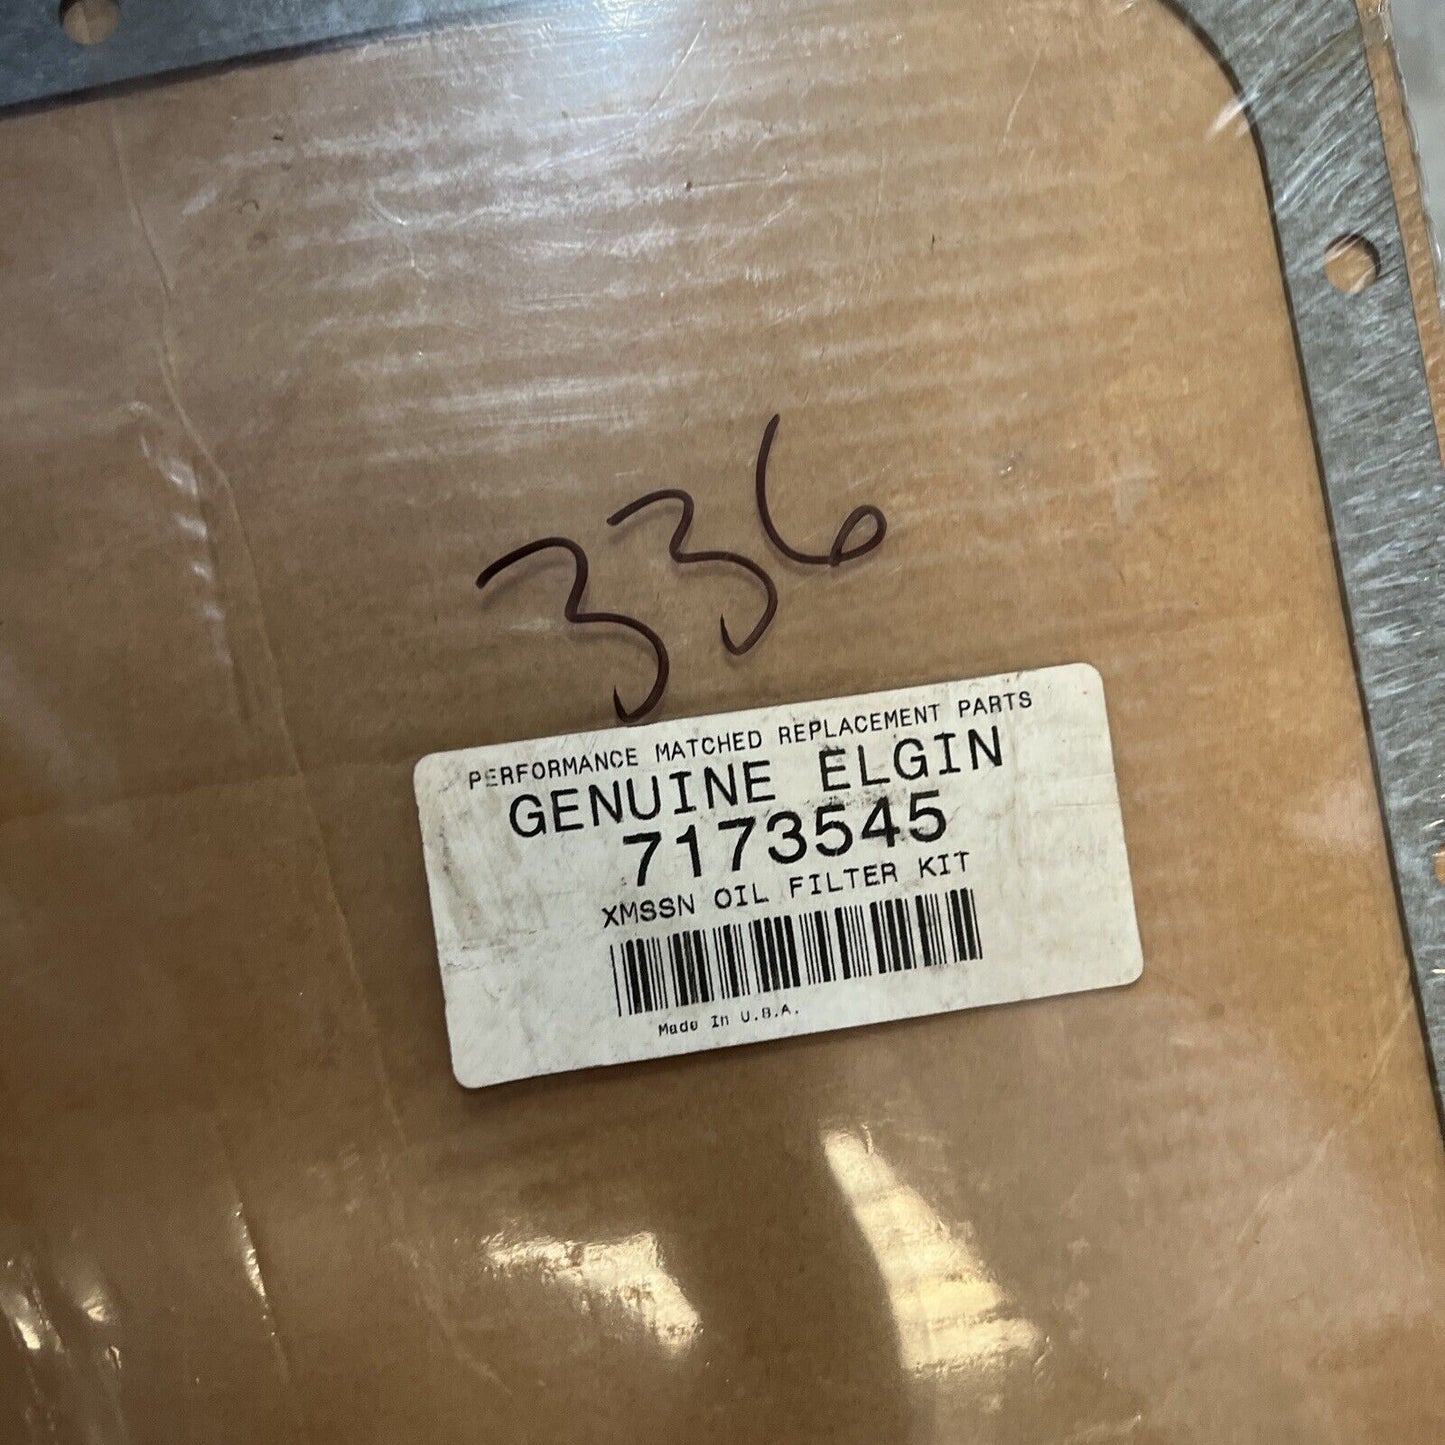 336
PERFORMANCE MATCHED REPLACEMENT PARTS
GENUINE ELGIN
7173545
XMSSN OIL FILTER KIT
Made In U.S.A.